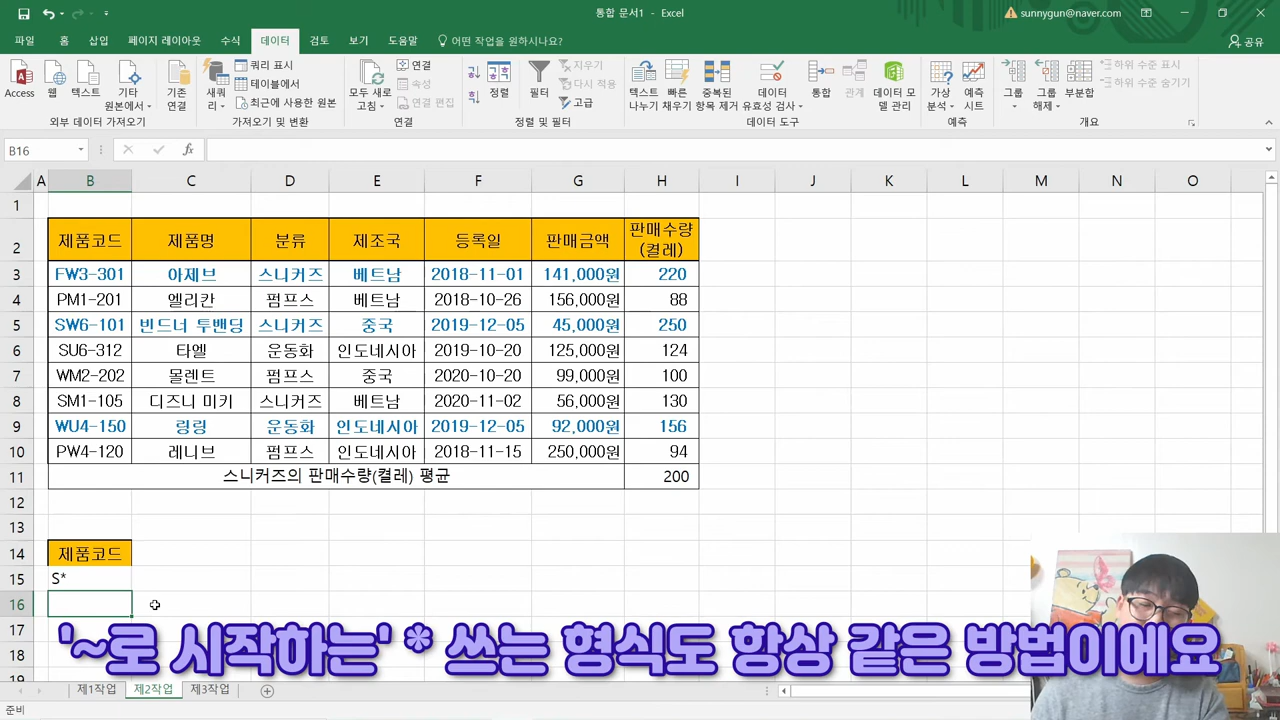 통합 문서1 - Excel
sunnygun@naver.com
파일 홈 삽입 페이지 레이아웃 수식 데이터 검토 보기 도움말 어떤 작업을 원하시나요? 공유
Access 웹 텍스트 기타 원본에서 기존 연결
외부 데이터 가져오기
새 쿼리 쿼리 표시 테이블에서 최근에 사용한 원본
가져오기 및 변환
모두 새로 고침 연결 속성 연결 편집
연결
정렬 필터 지우기 다시 적용 고급
정렬 및 필터
텍스트 나누기 빠른 채우기 중복된 항목 제거 데이터 유효성 검사 통합 관계 데이터 모델 관리
데이터 도구
가상 분석 예측 시트
예측
그룹 그룹 해제 부분합 하위 수준 표시 하위 수준 숨기기
개요
B16 fx
A B C D E F G H I J K L M N O
1
2 제품코드 제품명 분류 제조국 등록일 판매금액 판매수량 (켤레)
3 FW3-301 아제브 스니커즈 베트남 2018-11-01 141,000원 220
4 PM1-201 엘리칸 펌프스 베트남 2018-10-26 156,000원 88
5 SW6-101 빈드너 투밴딩 스니커즈 중국 2019-12-05 45,000원 250
6 SU6-312 타엘 운동화 인도네시아 2019-10-20 125,000원 124
7 WM2-202 몰렌트 펌프스 중국 2020-10-20 99,000원 100
8 SM1-105 디즈니 미키 스니커즈 베트남 2020-11-02 56,000원 130
9 WU4-150 링링 운동화 인도네시아 2019-12-05 92,000원 156
10 PW4-120 레니브 펌프스 인도네시아 2018-11-15 250,000원 94
11 스니커즈의 판매수량(켤레) 평균 200
12
13
14 제품코드
15 S*
16
17
18
19
'~로 시작하는' * 쓰는 형식도 항상 같은 방법이에요
제1작업 제2작업 제3작업
준비